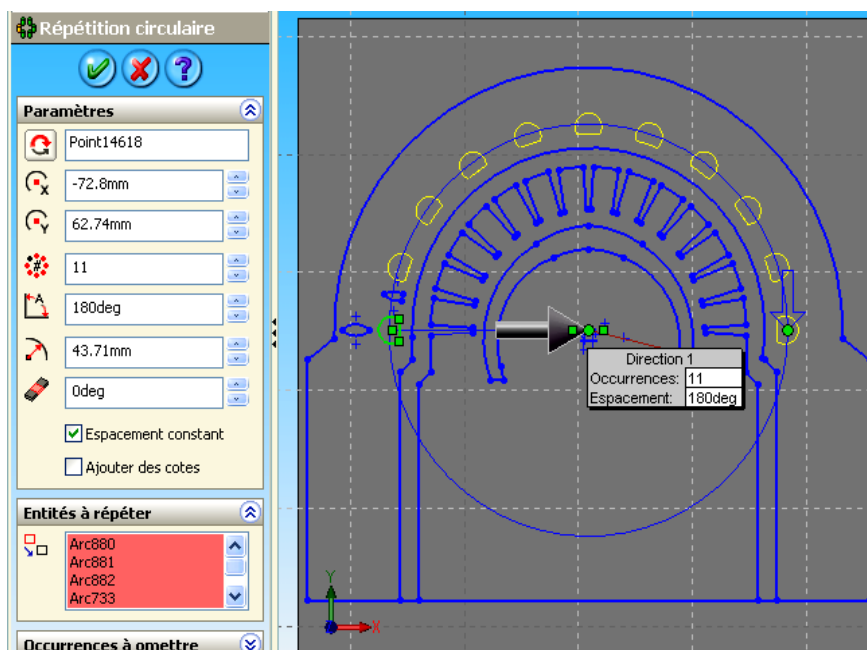 Répétition circulaire
?
Paramètres
Point14618
X
-72.8mm
Y
62.74mm
#
11
A
180deg
43.71mm
0deg
Espacement constant
Ajouter des cotes
Entités à répéter
Arc880
Arc881
Arc882
Arc733
Occurrences à omettre
Direction 1
Occurrences: 11
Espacement: 180deg
Y
X